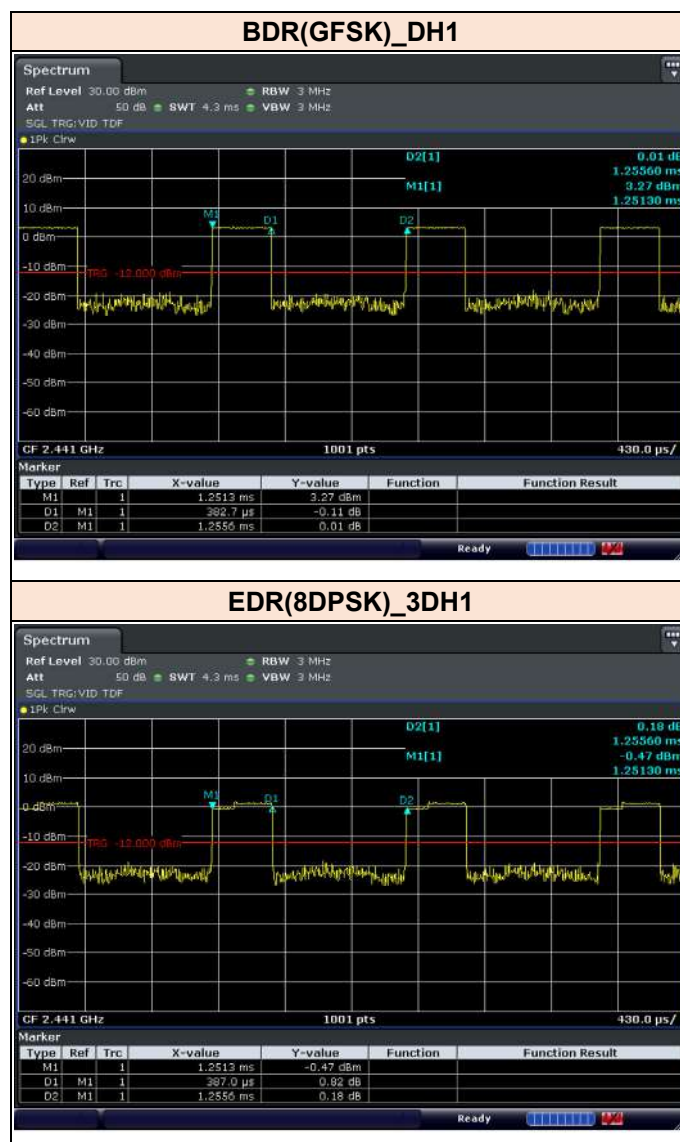 BDR(GFSK)_DH1
Spectrum
Ref Level 30.00 dBm RBW 3 MHz
Att 50 dB SWT 4.3 ms VBW 3 MHz
SGL TRG:VID TDF
1Pk Clrw
D2[1] 0.01 dB
1.25560 ms
20 dBm
M1[1] 3.27 dBm
1.25130 ms
10 dBm
M1 D1 D2
0 dBm
-10 dBm
TRG -12.000 dBm
-20 dBm
-30 dBm
-40 dBm
-50 dBm
-60 dBm
CF 2.441 GHz 1001 pts 430.0 µs/
Marker
Type Ref Trc X-value Y-value Function Function Result
M1 1 1.2513 ms 3.27 dBm
D1 M1 1 382.7 µs -0.11 dB
D2 M1 1 1.2556 ms 0.01 dB
Ready
EDR(8DPSK)_3DH1
Spectrum
Ref Level 30.00 dBm RBW 3 MHz
Att 50 dB SWT 4.3 ms VBW 3 MHz
SGL TRG:VID TDF
1Pk Clrw
D2[1] 0.18 dB
1.25560 ms
20 dBm
M1[1] -0.47 dBm
1.25130 ms
10 dBm
M1 D1 D2
0 dBm
-10 dBm
TRG -12.000 dBm
-20 dBm
-30 dBm
-40 dBm
-50 dBm
-60 dBm
CF 2.441 GHz 1001 pts 430.0 µs/
Marker
Type Ref Trc X-value Y-value Function Function Result
M1 1 1.2513 ms -0.47 dBm
D1 M1 1 387.0 µs 0.82 dB
D2 M1 1 1.2556 ms 0.18 dB
Ready